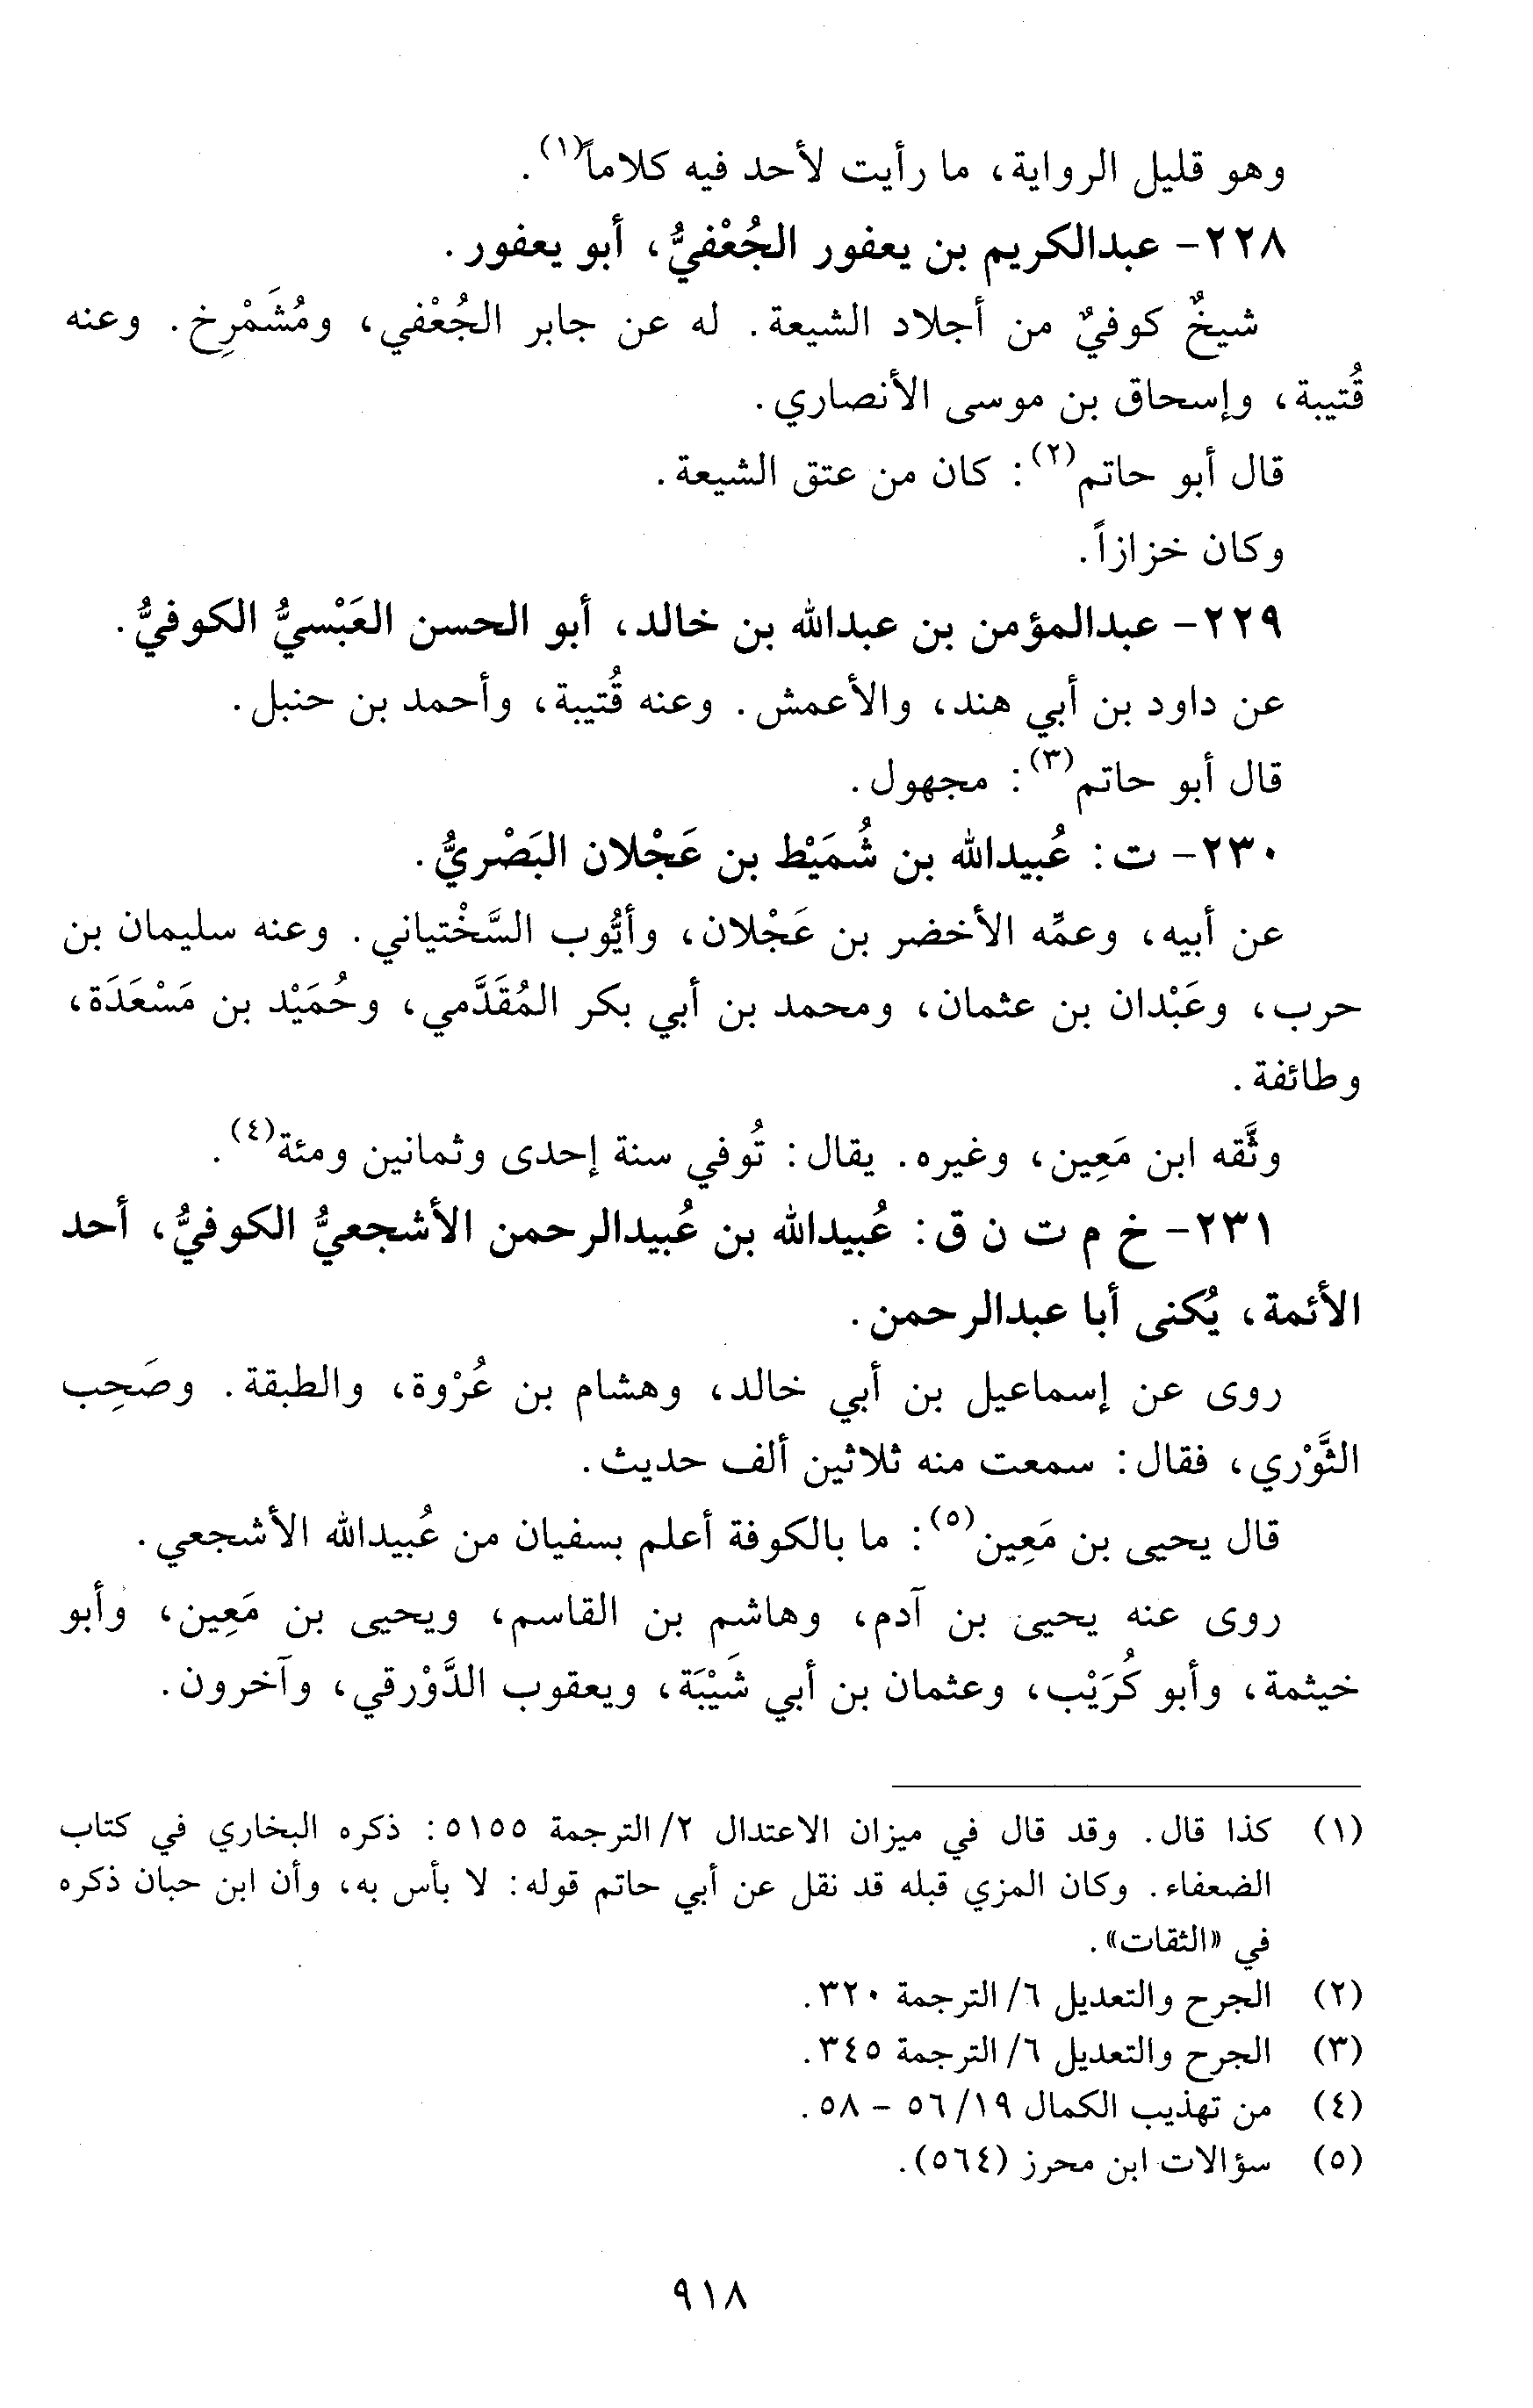 وهو قليل الرواية، ما رأيت لأحد فيه كلاماً(١).
٢٢٨- عبدالكريم بن يعفور الجُعْفيُّ، أبو يعفور.
شيخٌ كوفيٌ من أجلاد الشيعة. له عن جابر الجُعْفي، ومُشَمْرِخ. وعنه
قُتيبة، وإسحاق بن موسى الأنصاري.
قال أبو حاتم(٢): كان من عتق الشيعة.
وكان خزازاً.
٢٢٩- عبدالمؤمن بن عبدالله بن خالد، أبو الحسن العَبْسيُّ الكوفيُّ.
عن داود بن أبي هند، والأعمش. وعنه قُتيبة، وأحمد بن حنبل.
قال أبو حاتم(٣): مجهول.
٢٣٠- ت: عُبيدالله بن شُمَيْط بن عَجْلان البَصْريُّ.
عن أبيه، وعمِّه الأخضر بن عَجْلان، وأيُّوب السَّخْتياني. وعنه سليمان بن
حرب، وعَبْدان بن عثمان، ومحمد بن أبي بكر المُقَدَّمي، وحُمَيْد بن مَسْعَدَة،
وطائفة.
وثَّقه ابن مَعِين، وغيره. يقال: تُوفي سنة إحدى وثمانين ومئة(٤).
٢٣١- خ م ت ن ق: عُبيدالله بن عُبيدالرحمن الأشجعيُّ الكوفيُّ، أحد
الأئمة، يُكنى أبا عبدالرحمن.
روى عن إسماعيل بن أبي خالد، وهشام بن عُرْوة، والطبقة. وصَحِب
الثَّوْري، فقال: سمعت منه ثلاثين ألف حديث.
قال يحيى بن مَعِين(٥): ما بالكوفة أعلم بسفيان من عُبيدالله الأشجعي.
روى عنه يحيى بن آدم، وهاشم بن القاسم، ويحيى بن مَعِين، وأبو
خيثمة، وأبو كُرَيْب، وعثمان بن أبي شَيْبَة، ويعقوب الدَّوْرقي، وآخرون.
(١) كذا قال. وقد قال في ميزان الاعتدال ٢/ الترجمة ٥١٥٥: ذكره البخاري في كتاب
الضعفاء. وكان المزي قبله قد نقل عن أبي حاتم قوله: لا بأس به، وأن ابن حبان ذكره
في «الثقات».
(٢) الجرح والتعديل ٦/ الترجمة ٣٢٠.
(٣) الجرح والتعديل ٦/ الترجمة ٣٤٥.
(٤) من تهذيب الكمال ١٩/ ٥٦ - ٥٨.
(٥) سؤالات ابن محرز (٥٦٤).
٩١٨